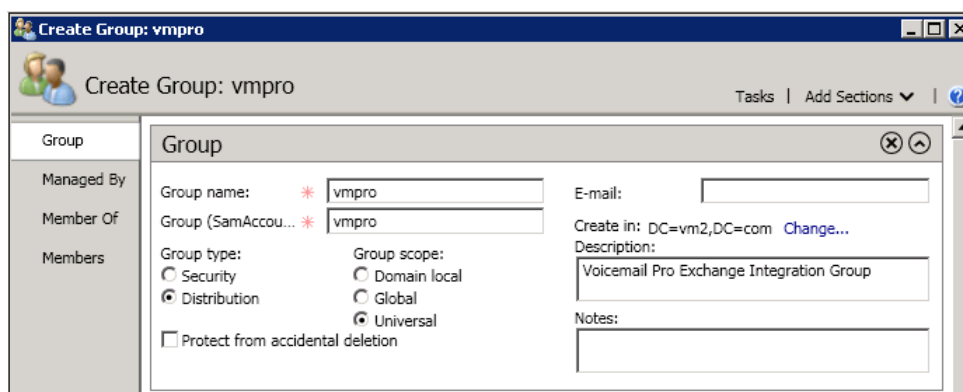 Create Group: vmpro
Create Group: vmpro
Tasks | Add Sections |
Group
Managed By
Member Of
Members
Group
Group name: * vmpro
Group (SamAccou... * vmpro
Group type:
Security
Distribution
Group scope:
Domain local
Global
Universal
Protect from accidental deletion
E-mail:
Create in: DC=vm2,DC=com Change...
Description:
Voicemail Pro Exchange Integration Group
Notes: